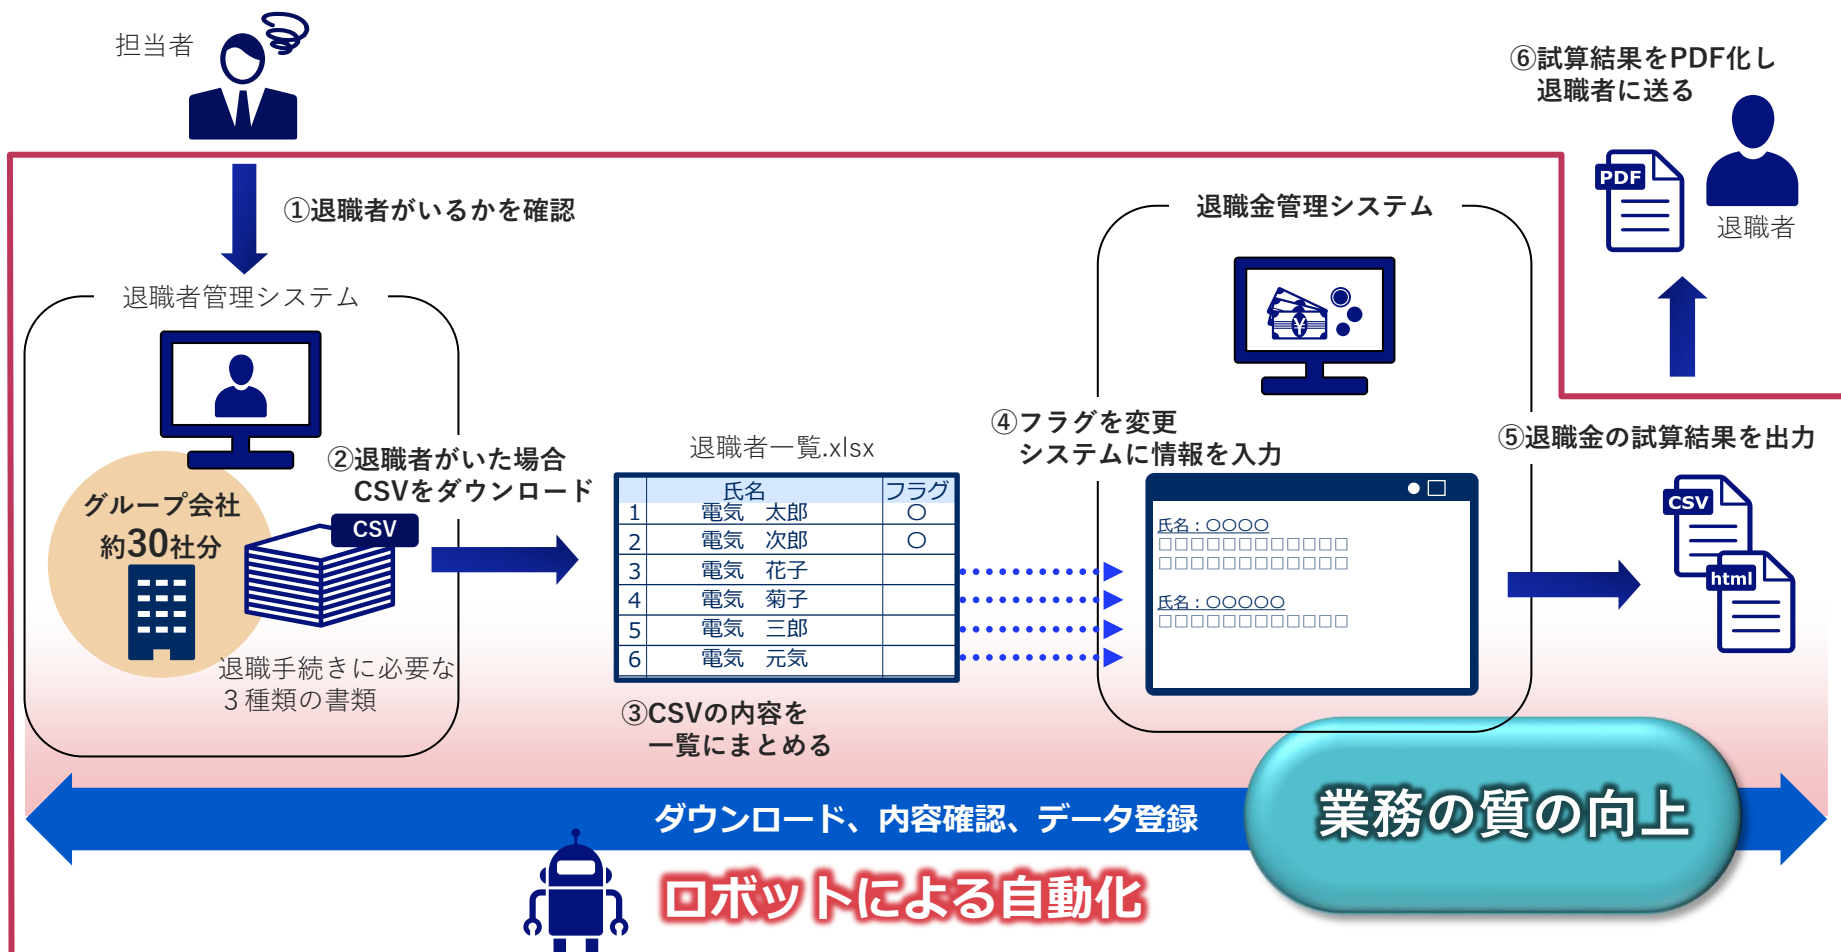 担当者
①退職者がいるかを確認
退職者管理システム
グループ会社
約30社分
CSV
退職手続きに必要な
３種類の書類
②退職者がいた場合
CSVをダウンロード
退職者一覧.xlsx
氏名 フラグ
1 電気　太郎 〇
2 電気　次郎 〇
3 電気　花子
4 電気　菊子
5 電気　三郎
6 電気　元気
③CSVの内容を
一覧にまとめる
退職金管理システム
¥
④フラグを変更
システムに情報を入力
氏名：〇〇〇〇
□□□□□□□□□□□□
□□□□□□□□□□□□
氏名：〇〇〇〇〇
□□□□□□□□□□□□
⑤退職金の試算結果を出力
CSV
html
⑥試算結果をPDF化し
退職者に送る
PDF
退職者
ダウンロード、内容確認、データ登録
業務の質の向上
ロボットによる自動化